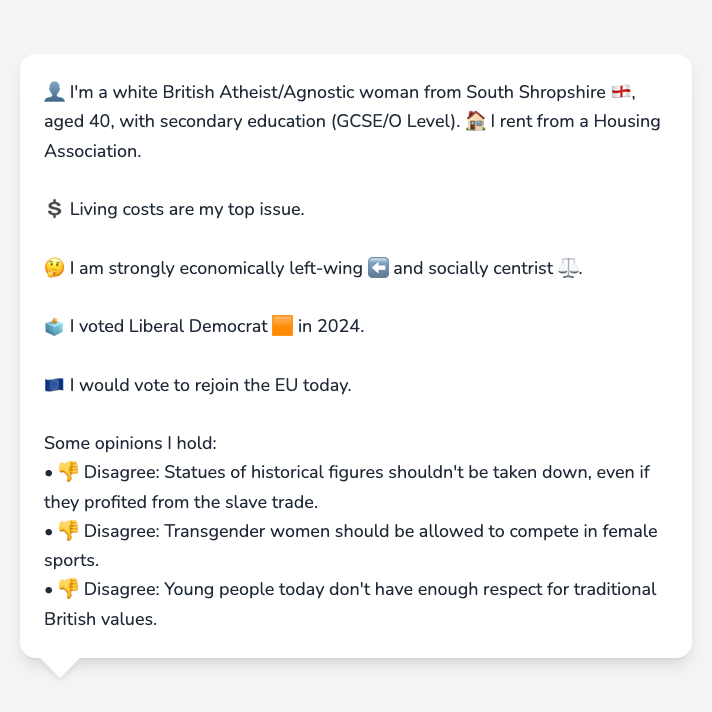 👤 I'm a white British Atheist/Agnostic woman from South Shropshire 🏴󠁧󠁢󠁥󠁮󠁧󠁿,
aged 40, with secondary education (GCSE/O Level). 🏠 I rent from a Housing
Association.
💲 Living costs are my top issue.
🤔 I am strongly economically left-wing ⬅️ and socially centrist ⚖️.
🗳️ I voted Liberal Democrat 🟧 in 2024.
🇪🇺 I would vote to rejoin the EU today.
Some opinions I hold:
• 👎 Disagree: Statues of historical figures shouldn't be taken down, even if
they profited from the slave trade.
• 👎 Disagree: Transgender women should be allowed to compete in female
sports.
• 👎 Disagree: Young people today don't have enough respect for traditional
British values.